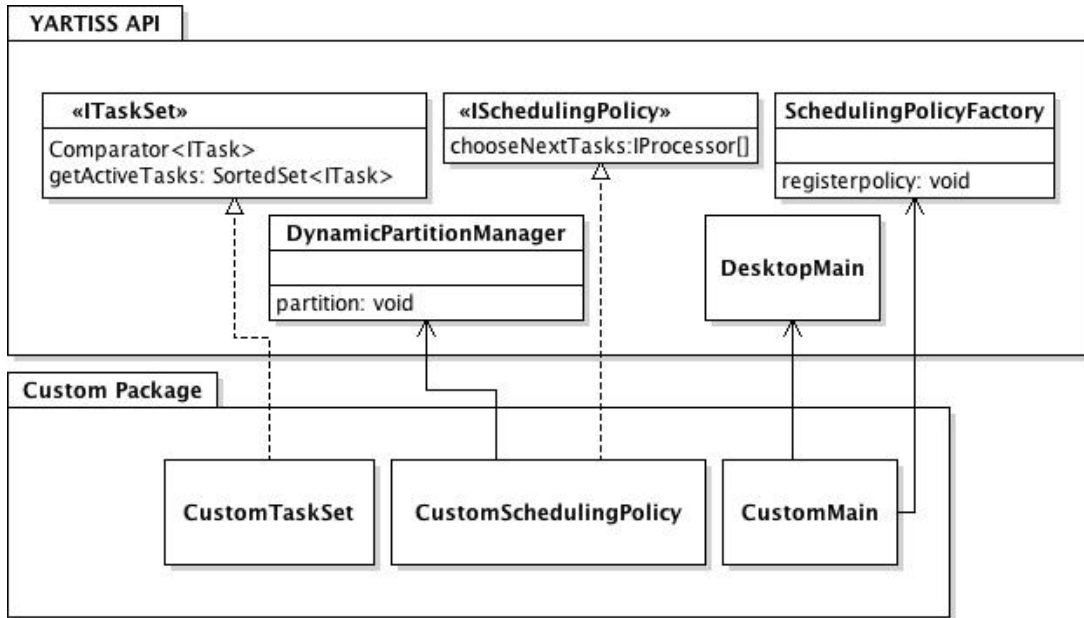 YARTISS API
«ITaskSet»
Comparator<ITask>
getActiveTasks: SortedSet<ITask>
«ISchedulingPolicy»
chooseNextTasks:IProcessor[]
SchedulingPolicyFactory
registerpolicy: void
DynamicPartitionManager
partition: void
DesktopMain
Custom Package
CustomTaskSet
CustomSchedulingPolicy
CustomMain